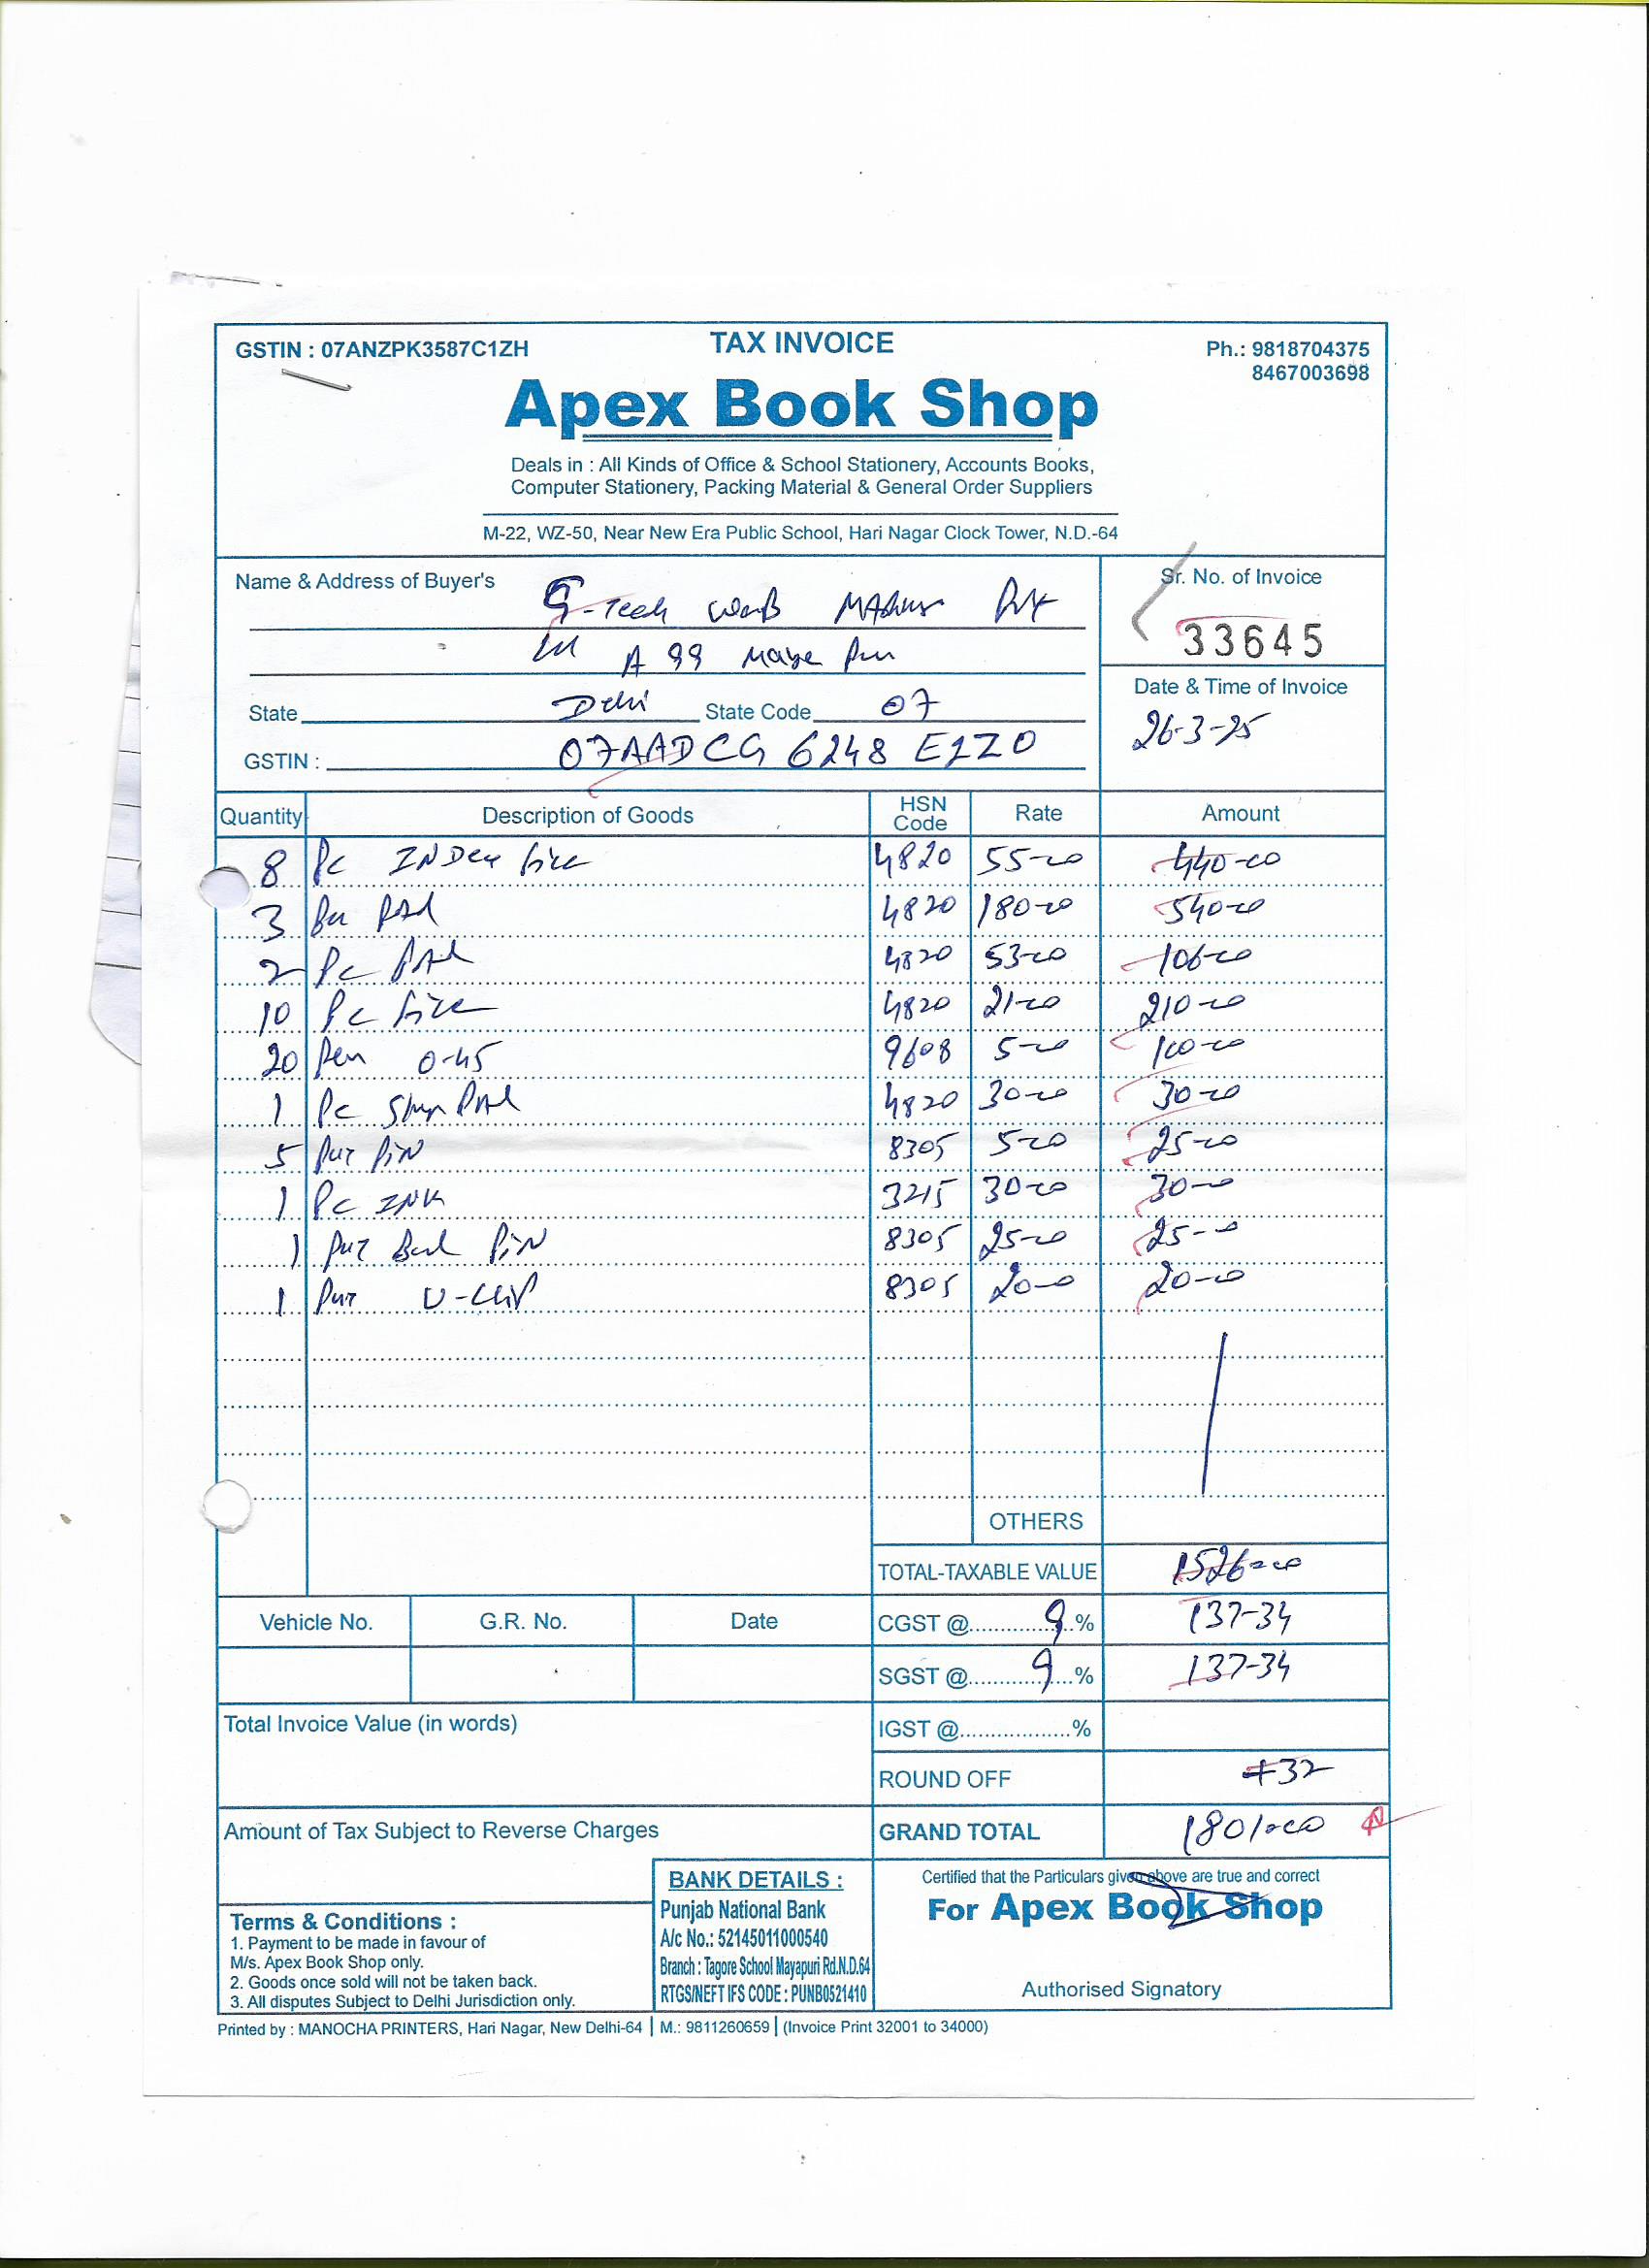 GSTIN : 07ANZPK3587C1ZH
TAX INVOICE
Ph.: 9818704375
8467003698
Apex Book Shop
Deals in : All Kinds of Office & School Stationery, Accounts Books,
Computer Stationery, Packing Material & General Order Suppliers
M-22, WZ-50, Near New Era Public School, Hari Nagar Clock Tower, N.D.-64
Name & Address of Buyer's G-Tech
A 99
State Delhi State Code 07
GSTIN : 07AADCG 6248 E1ZO
Sr. No. of Invoice
33645
Date & Time of Invoice
26-3-25
Quantity Description of Goods HSN Code Rate Amount
8 Pc INDex file 4820 55-00 440-00
3 Pad 4820 180-00 540-00
2 Pc Pad 4820 53-00 106-00
10 Pc file 4820 21-00 210-00
20 Pen 0-45 9608 5-00 100-00
1 Pc Pad 4820 30-00 30-00
5 PiN 8305 5-00 25-00
1 Pc INK 3215 30-00 30-00
1 PiN 8305 25-00 25-00
1 U-Clip 8305 20-00 20-00
OTHERS
TOTAL-TAXABLE VALUE 1526-00
Vehicle No. G.R. No. Date
CGST @ 9 % 137-34
SGST @ 9 % 137-34
Total Invoice Value (in words)
IGST @..................%
ROUND OFF +32
Amount of Tax Subject to Reverse Charges
GRAND TOTAL 1801-00
BANK DETAILS :
Punjab National Bank
A/c No.: 52145011000540
Branch : Tagore School Mayapuri Rd.N.D.64
RTGS/NEFT IFS CODE : PUNB0521410
Certified that the Particulars given above are true and correct
For Apex Book Shop
Authorised Signatory
Terms & Conditions :
1. Payment to be made in favour of
M/s. Apex Book Shop only.
2. Goods once sold will not be taken back.
3. All disputes Subject to Delhi Jurisdiction only.
Printed by : MANOCHA PRINTERS, Hari Nagar, New Delhi-64 | M.: 9811260659 | (Invoice Print 32001 to 34000)